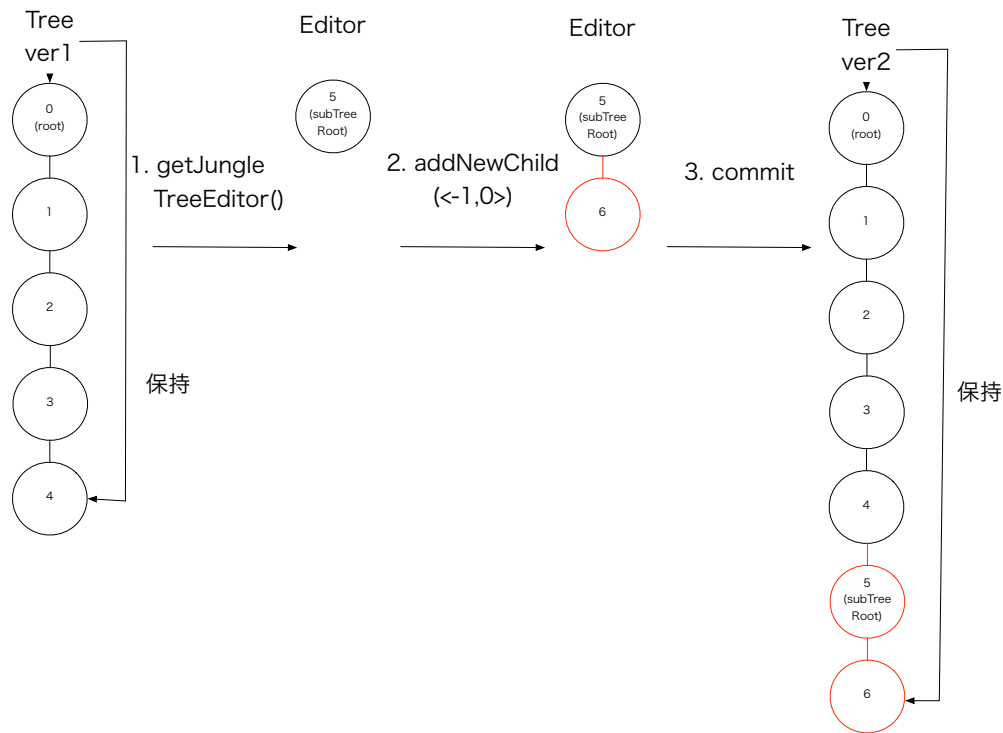 Tree
ver1
0
(root)
1
2
3
4
保持
1. getJungle
TreeEditor()
Editor
5
(subTree
Root)
2. addNewChild
(<-1,0>)
Editor
5
(subTree
Root)
6
3. commit
Tree
ver2
0
(root)
1
2
3
4
5
(subTree
Root)
6
保持